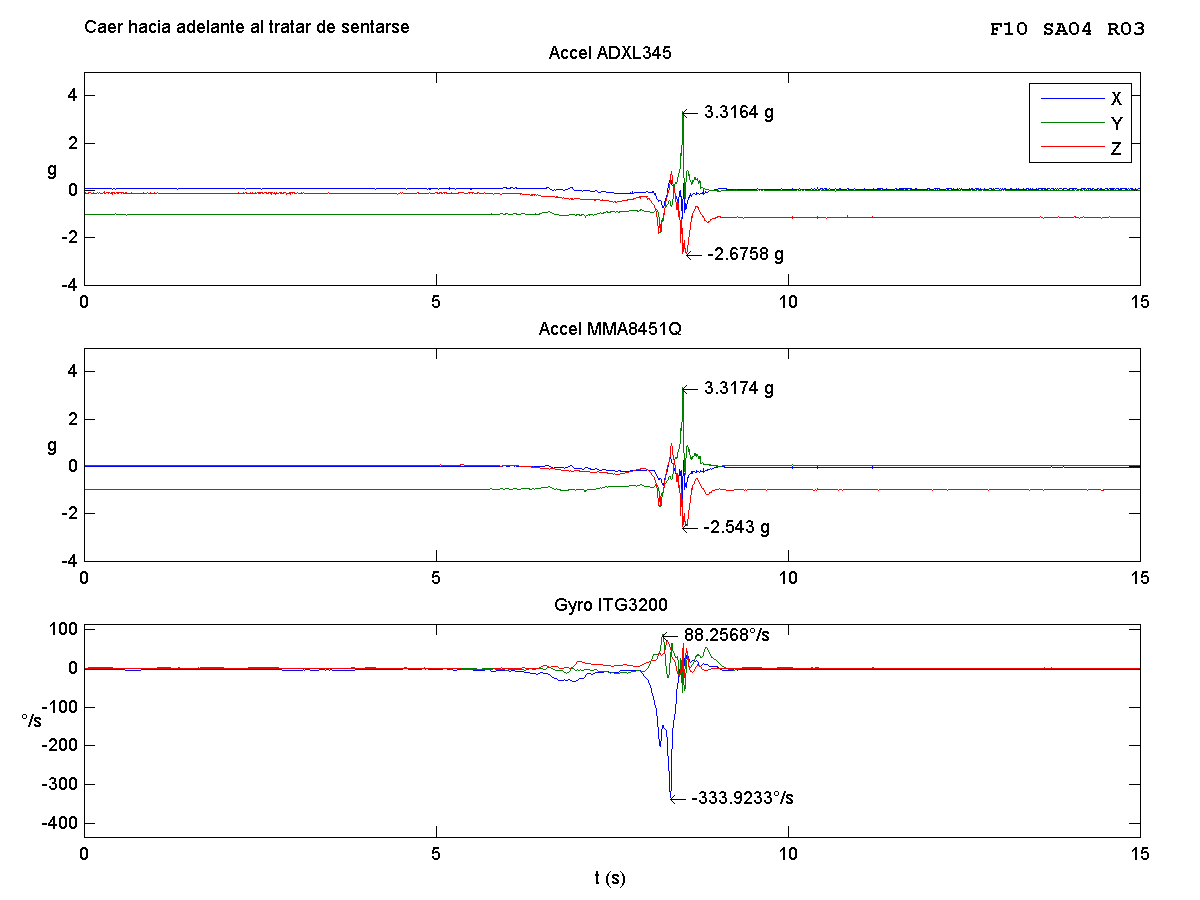 Caer hacia adelante al tratar de sentarse
F10 SA04 R03
Accel ADXL345
4
2
0
-2
-4
g
3.3164 g
-2.6758 g
X
Y
Z
0
5
10
15
Accel MMA8451Q
4
2
0
-2
-4
g
3.3174 g
-2.543 g
0
5
10
15
Gyro ITG3200
100
0
-100
-200
-300
-400
°/s
88.2568°/s
-333.9233°/s
0
5
10
15
t (s)